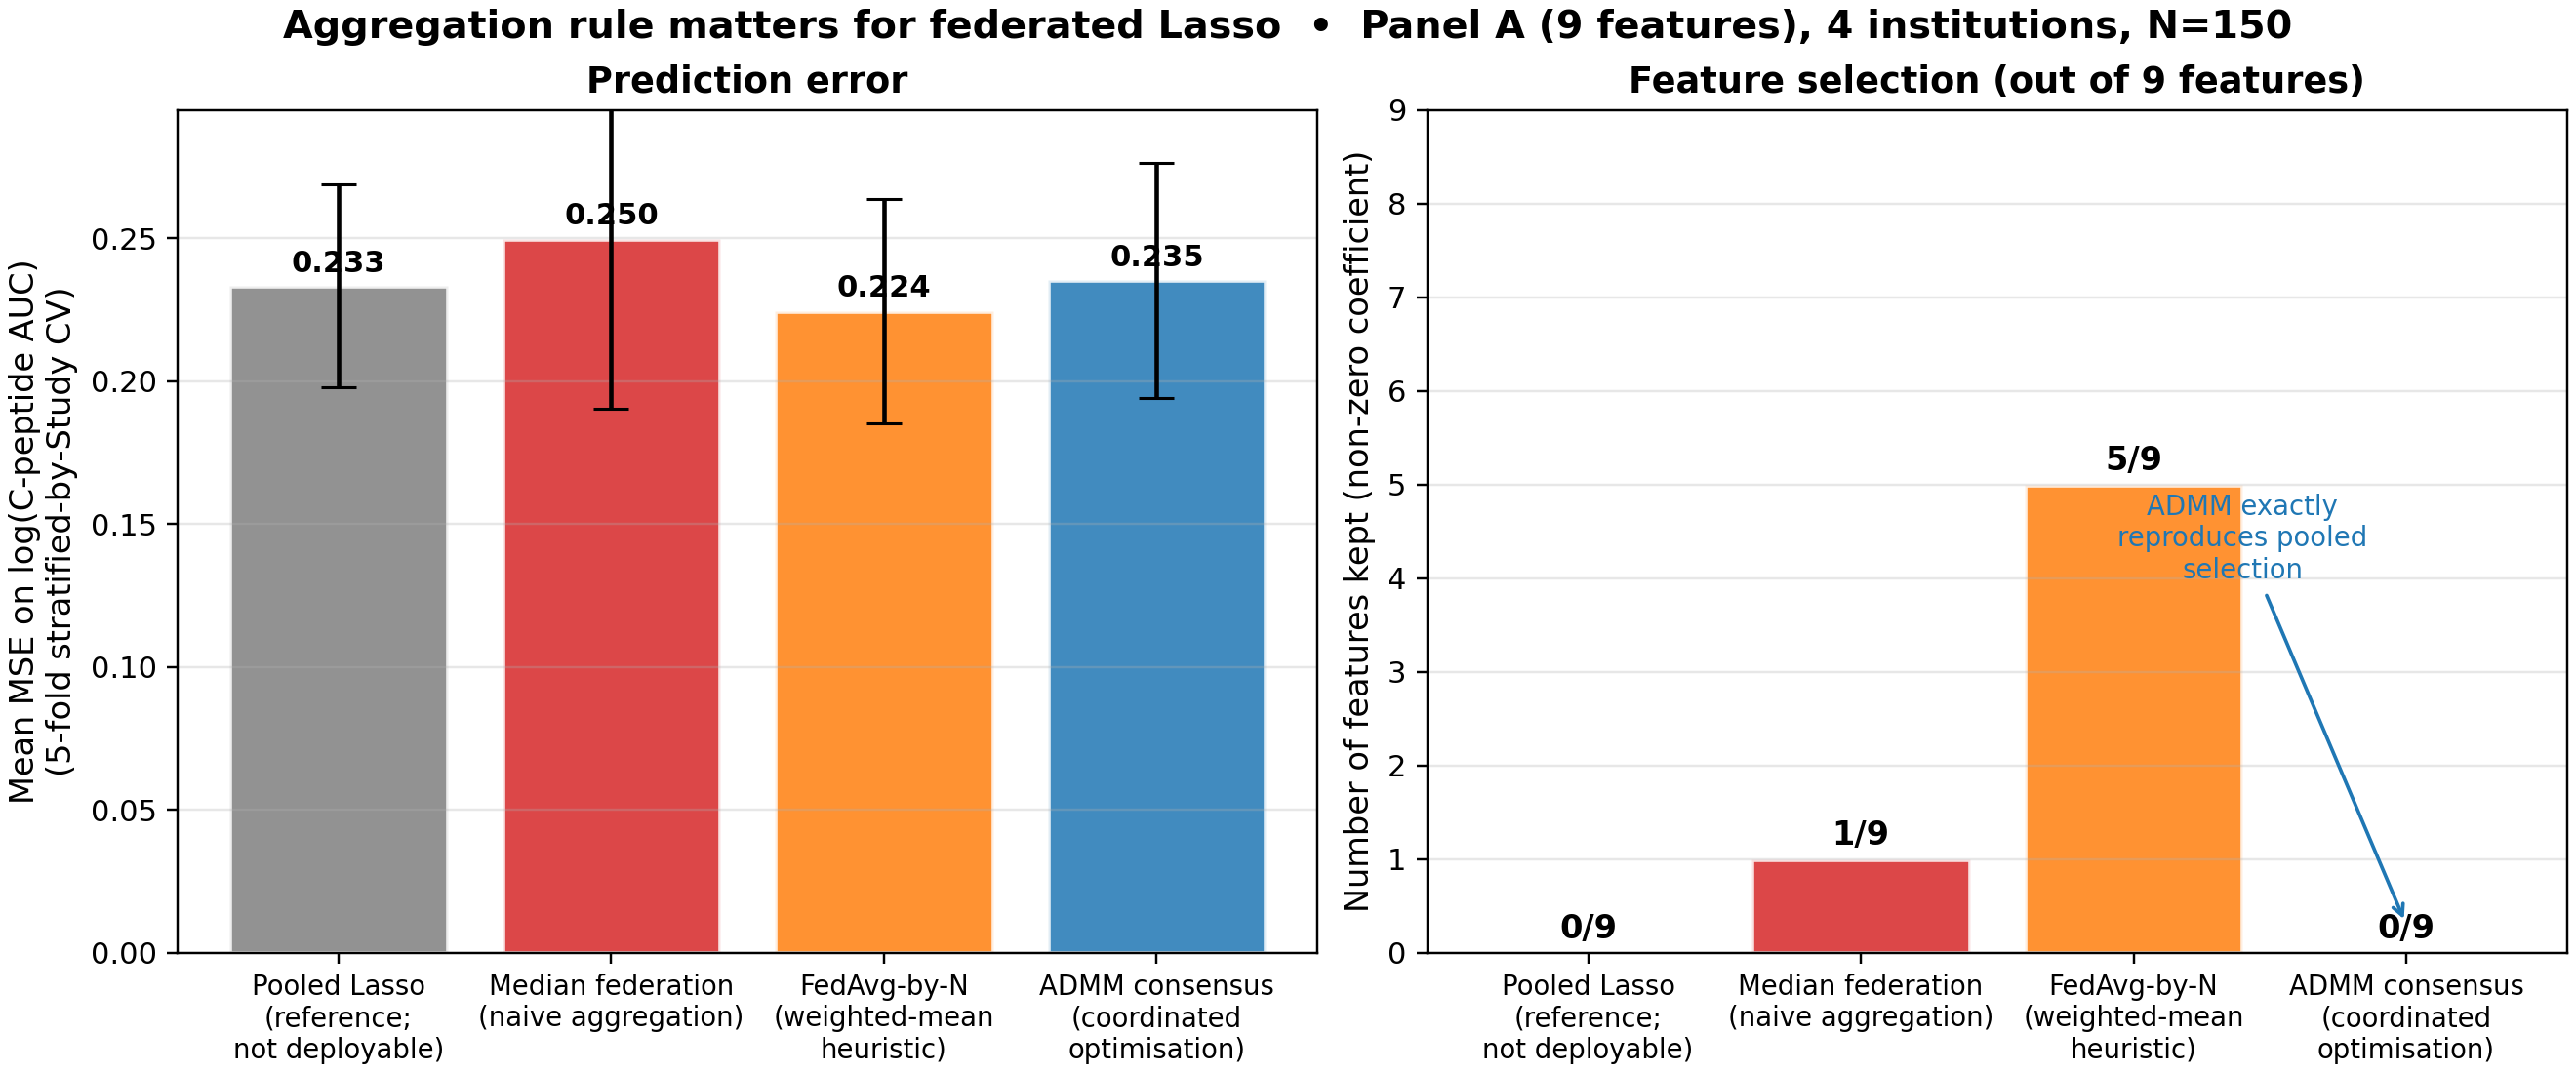 Aggregation rule matters for federated Lasso • Panel A (9 features), 4 institutions, N=150
Prediction error
Mean MSE on log(C-peptide AUC)
(5-fold stratified-by-Study CV)
0.25
0.20
0.15
0.10
0.05
0.00
0.233
0.250
0.224
0.235
Pooled Lasso
(reference;
not deployable)
Median federation
(naive aggregation)
FedAvg-by-N
(weighted-mean
heuristic)
ADMM consensus
(coordinated
optimisation)
Feature selection (out of 9 features)
Number of features kept (non-zero coefficient)
9
8
7
6
5
4
3
2
1
0
0/9
1/9
5/9
0/9
ADMM exactly
reproduces pooled
selection
Pooled Lasso
(reference;
not deployable)
Median federation
(naive aggregation)
FedAvg-by-N
(weighted-mean
heuristic)
ADMM consensus
(coordinated
optimisation)